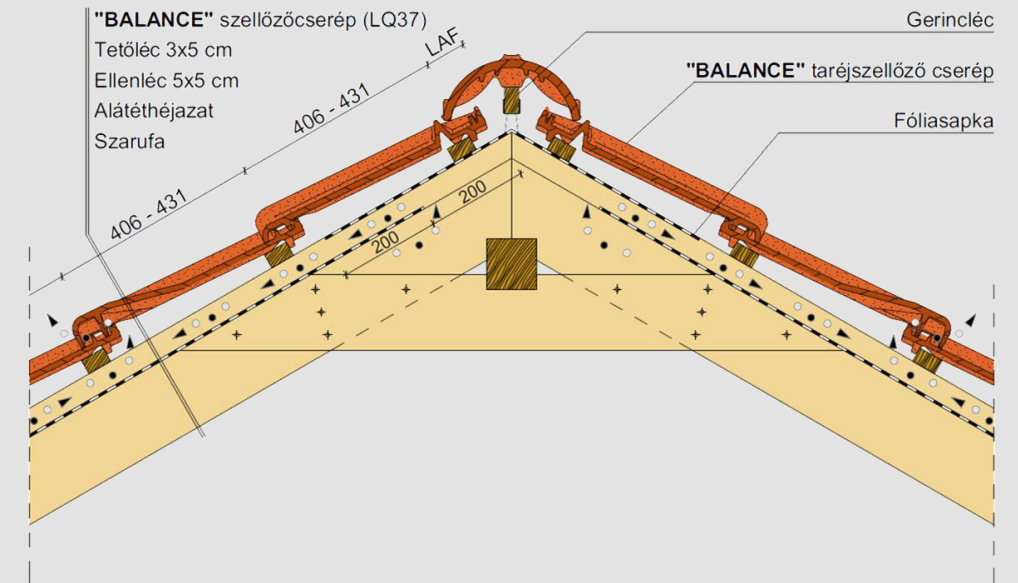 "BALANCE" szellőzőcserép (LQ37)
Tetőléc 3x5 cm
Ellenléc 5x5 cm
Alátéthéjazat
Szarufa
Gerincléc
"BALANCE" taréjszellőző cserép
Fóliasapka
LAF
406 - 431
406 - 431
200
200